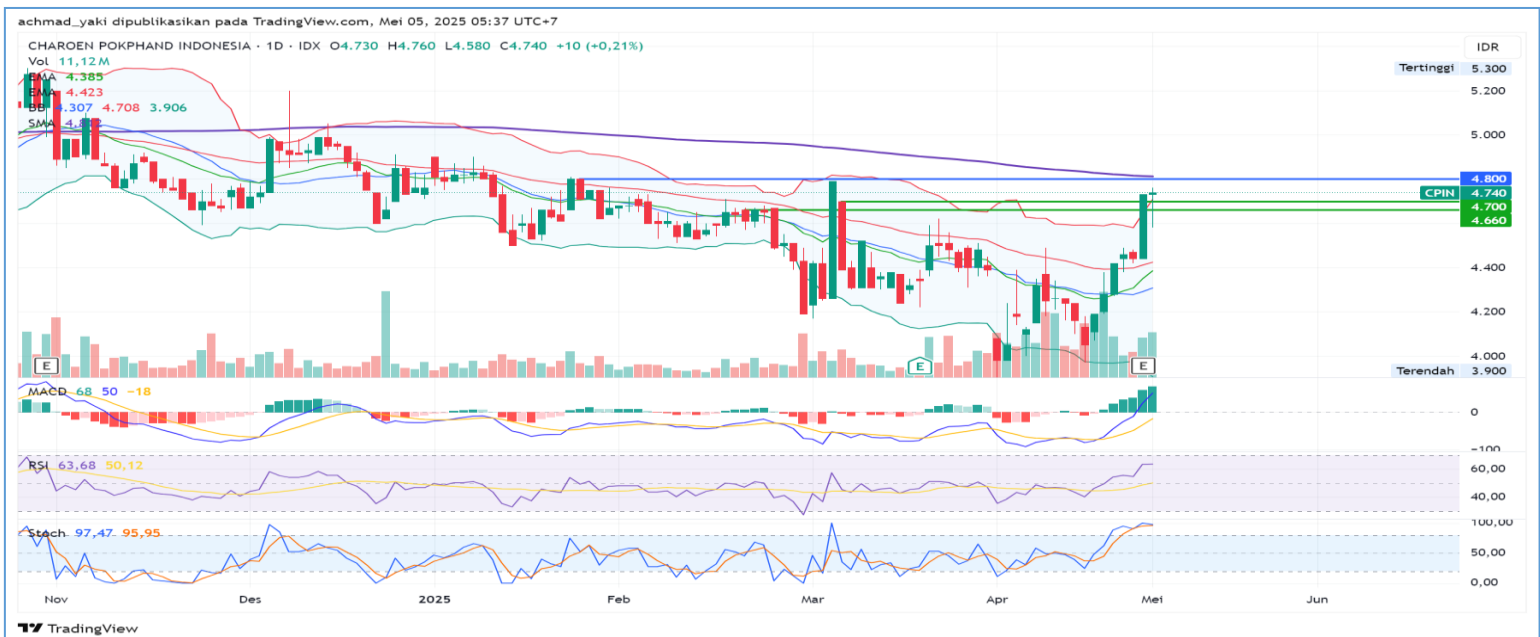 achmad_yaki dipublikasikan pada TradingView.com, Mei 05, 2025 05:37 UTC+7
CHAROEN POKPHAND INDONESIA · 1D · IDX O4.730 H4.760 L4.580 C4.740 +10 (+0,21%)
IDR
Vol 11,12M
Tertinggi 5.300
EMA 4.385
EMA 4.423
5.200
BB 4.307 4.708 3.906
SMA
5.000
4.800
CPIN 4.740
4.700
4.660
4.400
4.200
4.000
E E E
Terendah 3.900
MACD 68 50 −18
0
−100
RSI 63,68 50,12
60,00
40,00
Stoch 97,47 95,95
100,00
50,00
0,00
Nov Des 2025 Feb Mar Apr Mei Jun
TradingView